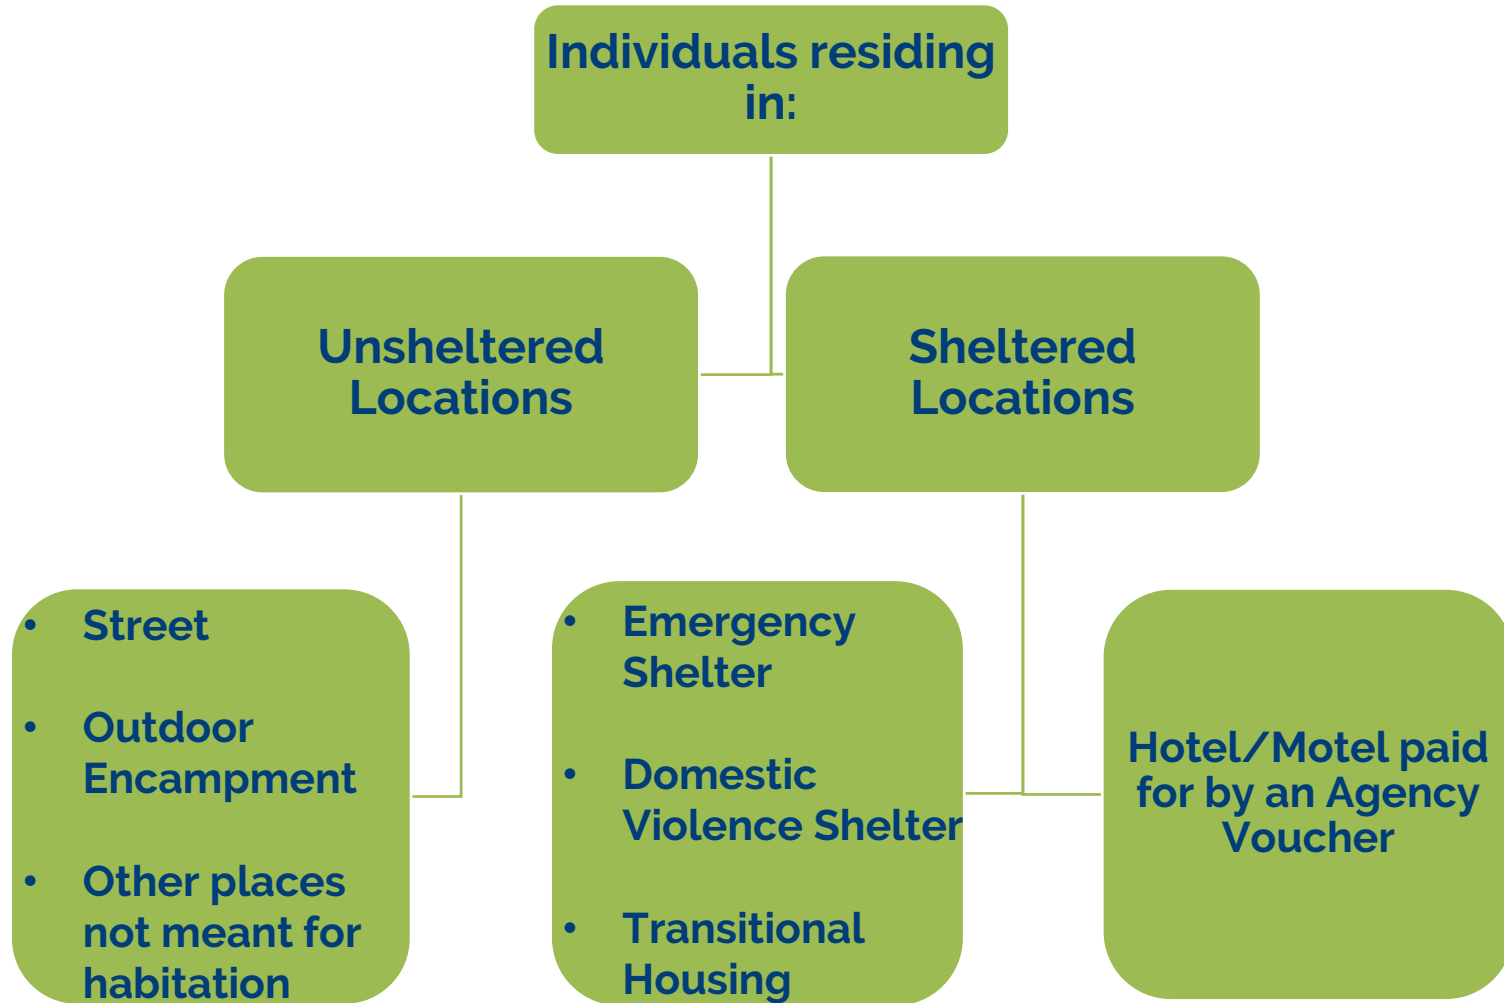 Individuals residing
in:
Unsheltered
Locations
Sheltered
Locations
• Street
• Outdoor
Encampment
• Other places
not meant for
habitation
• Emergency
Shelter
• Domestic
Violence Shelter
• Transitional
Housing
Hotel/Motel paid
for by an Agency
Voucher